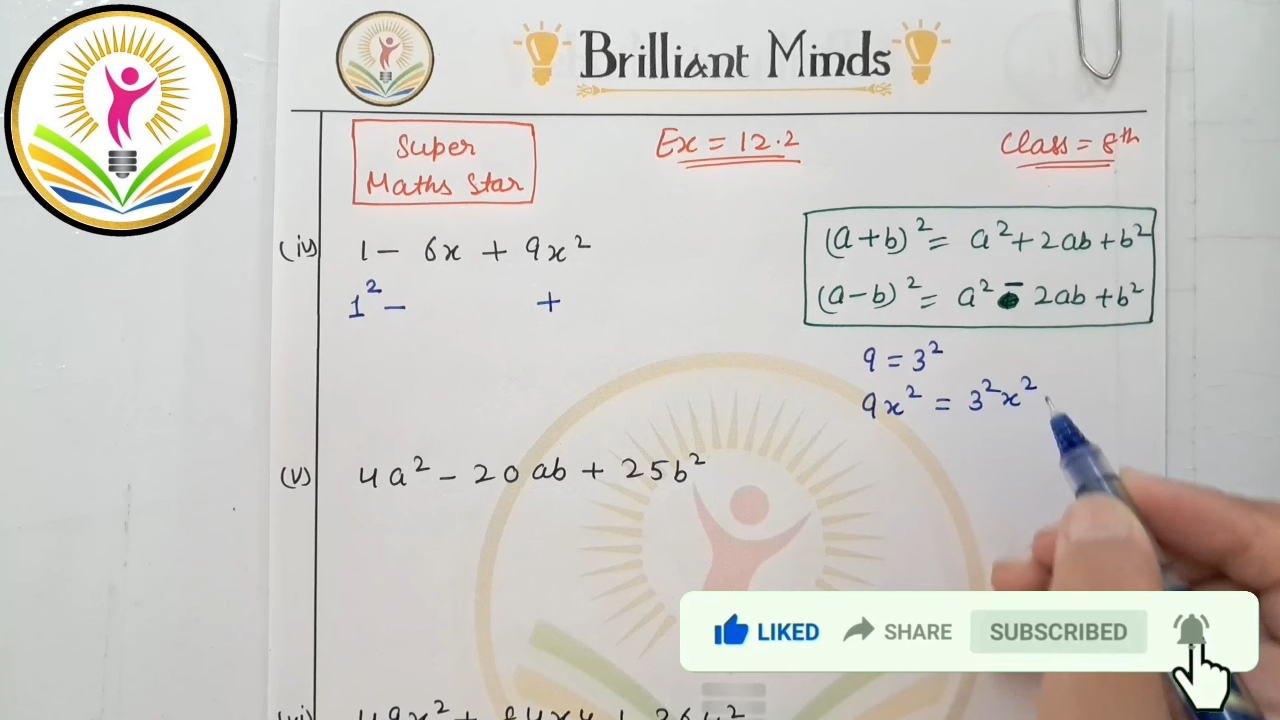 Brilliant Minds
Super
Maths Star
Ex = 12.2
Class = 8th
(iv) 1 - 6x + 9x²
1² - +
(a+b)² = a² + 2ab + b²
(a-b)² = a² - 2ab + b²
9 = 3²
9x² = 3²x²
(v) 4a² - 20ab + 25b²
LIKED SHARE SUBSCRIBED